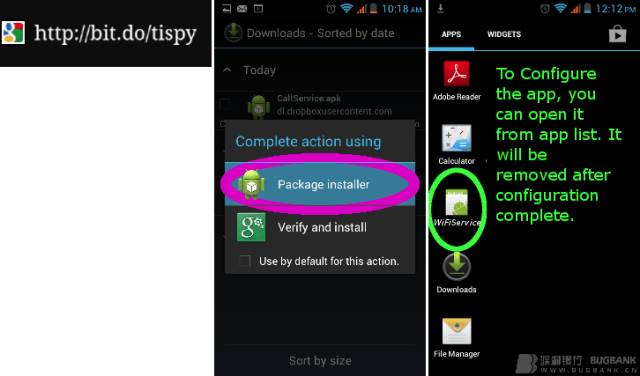 http://bit.do/tispy
10:18 AM
Downloads - Sorted by date
Today
CallService.apk
dl.dropboxusercontent.com
Complete action using
Package installer
Verify and install
Use by default for this action.
Sort by size
12:12 PM
APPS
WIDGETS
Adobe Reader
Calculator
WiFiService
Downloads
File Manager
To Configure
the app, you
can open it
from app list. It
will be
removed after
configuration
complete.
BUGBANK
WWW.BUGBANK.CN